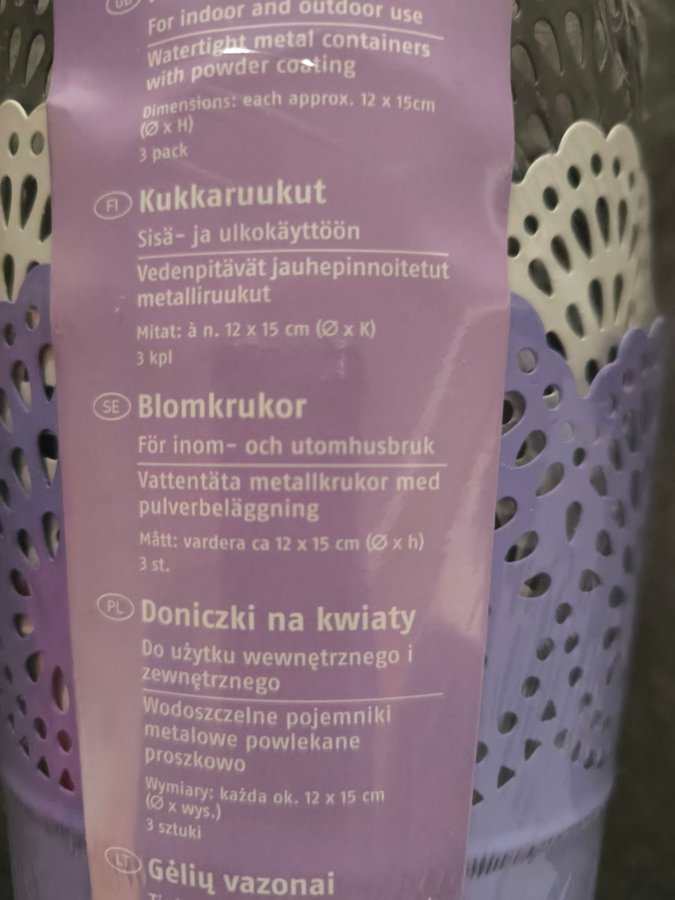 GB
For indoor and outdoor use
Watertight metal containers
with powder coating
Dimensions: each approx. 12 x 15cm
(Ø x H)
3 pack
FI Kukkaruukut
Sisä- ja ulkokäyttöön
Vedenpitävät jauhepinnoitetut
metalliruukut
Mitat: à n. 12 x 15 cm (Ø x K)
3 kpl
SE Blomkrukor
För inom- och utomhusbruk
Vattentäta metallkrukor med
pulverbeläggning
Mått: vardera ca 12 x 15 cm (Ø x h)
3 st.
PL Doniczki na kwiaty
Do użytku wewnętrznego i
zewnętrznego
Wodoszczelne pojemniki
metalowe powlekane
proszkowo
Wymiary: każda ok. 12 x 15 cm
(Ø x wys.)
3 sztuki
LT Gėlių vazonai